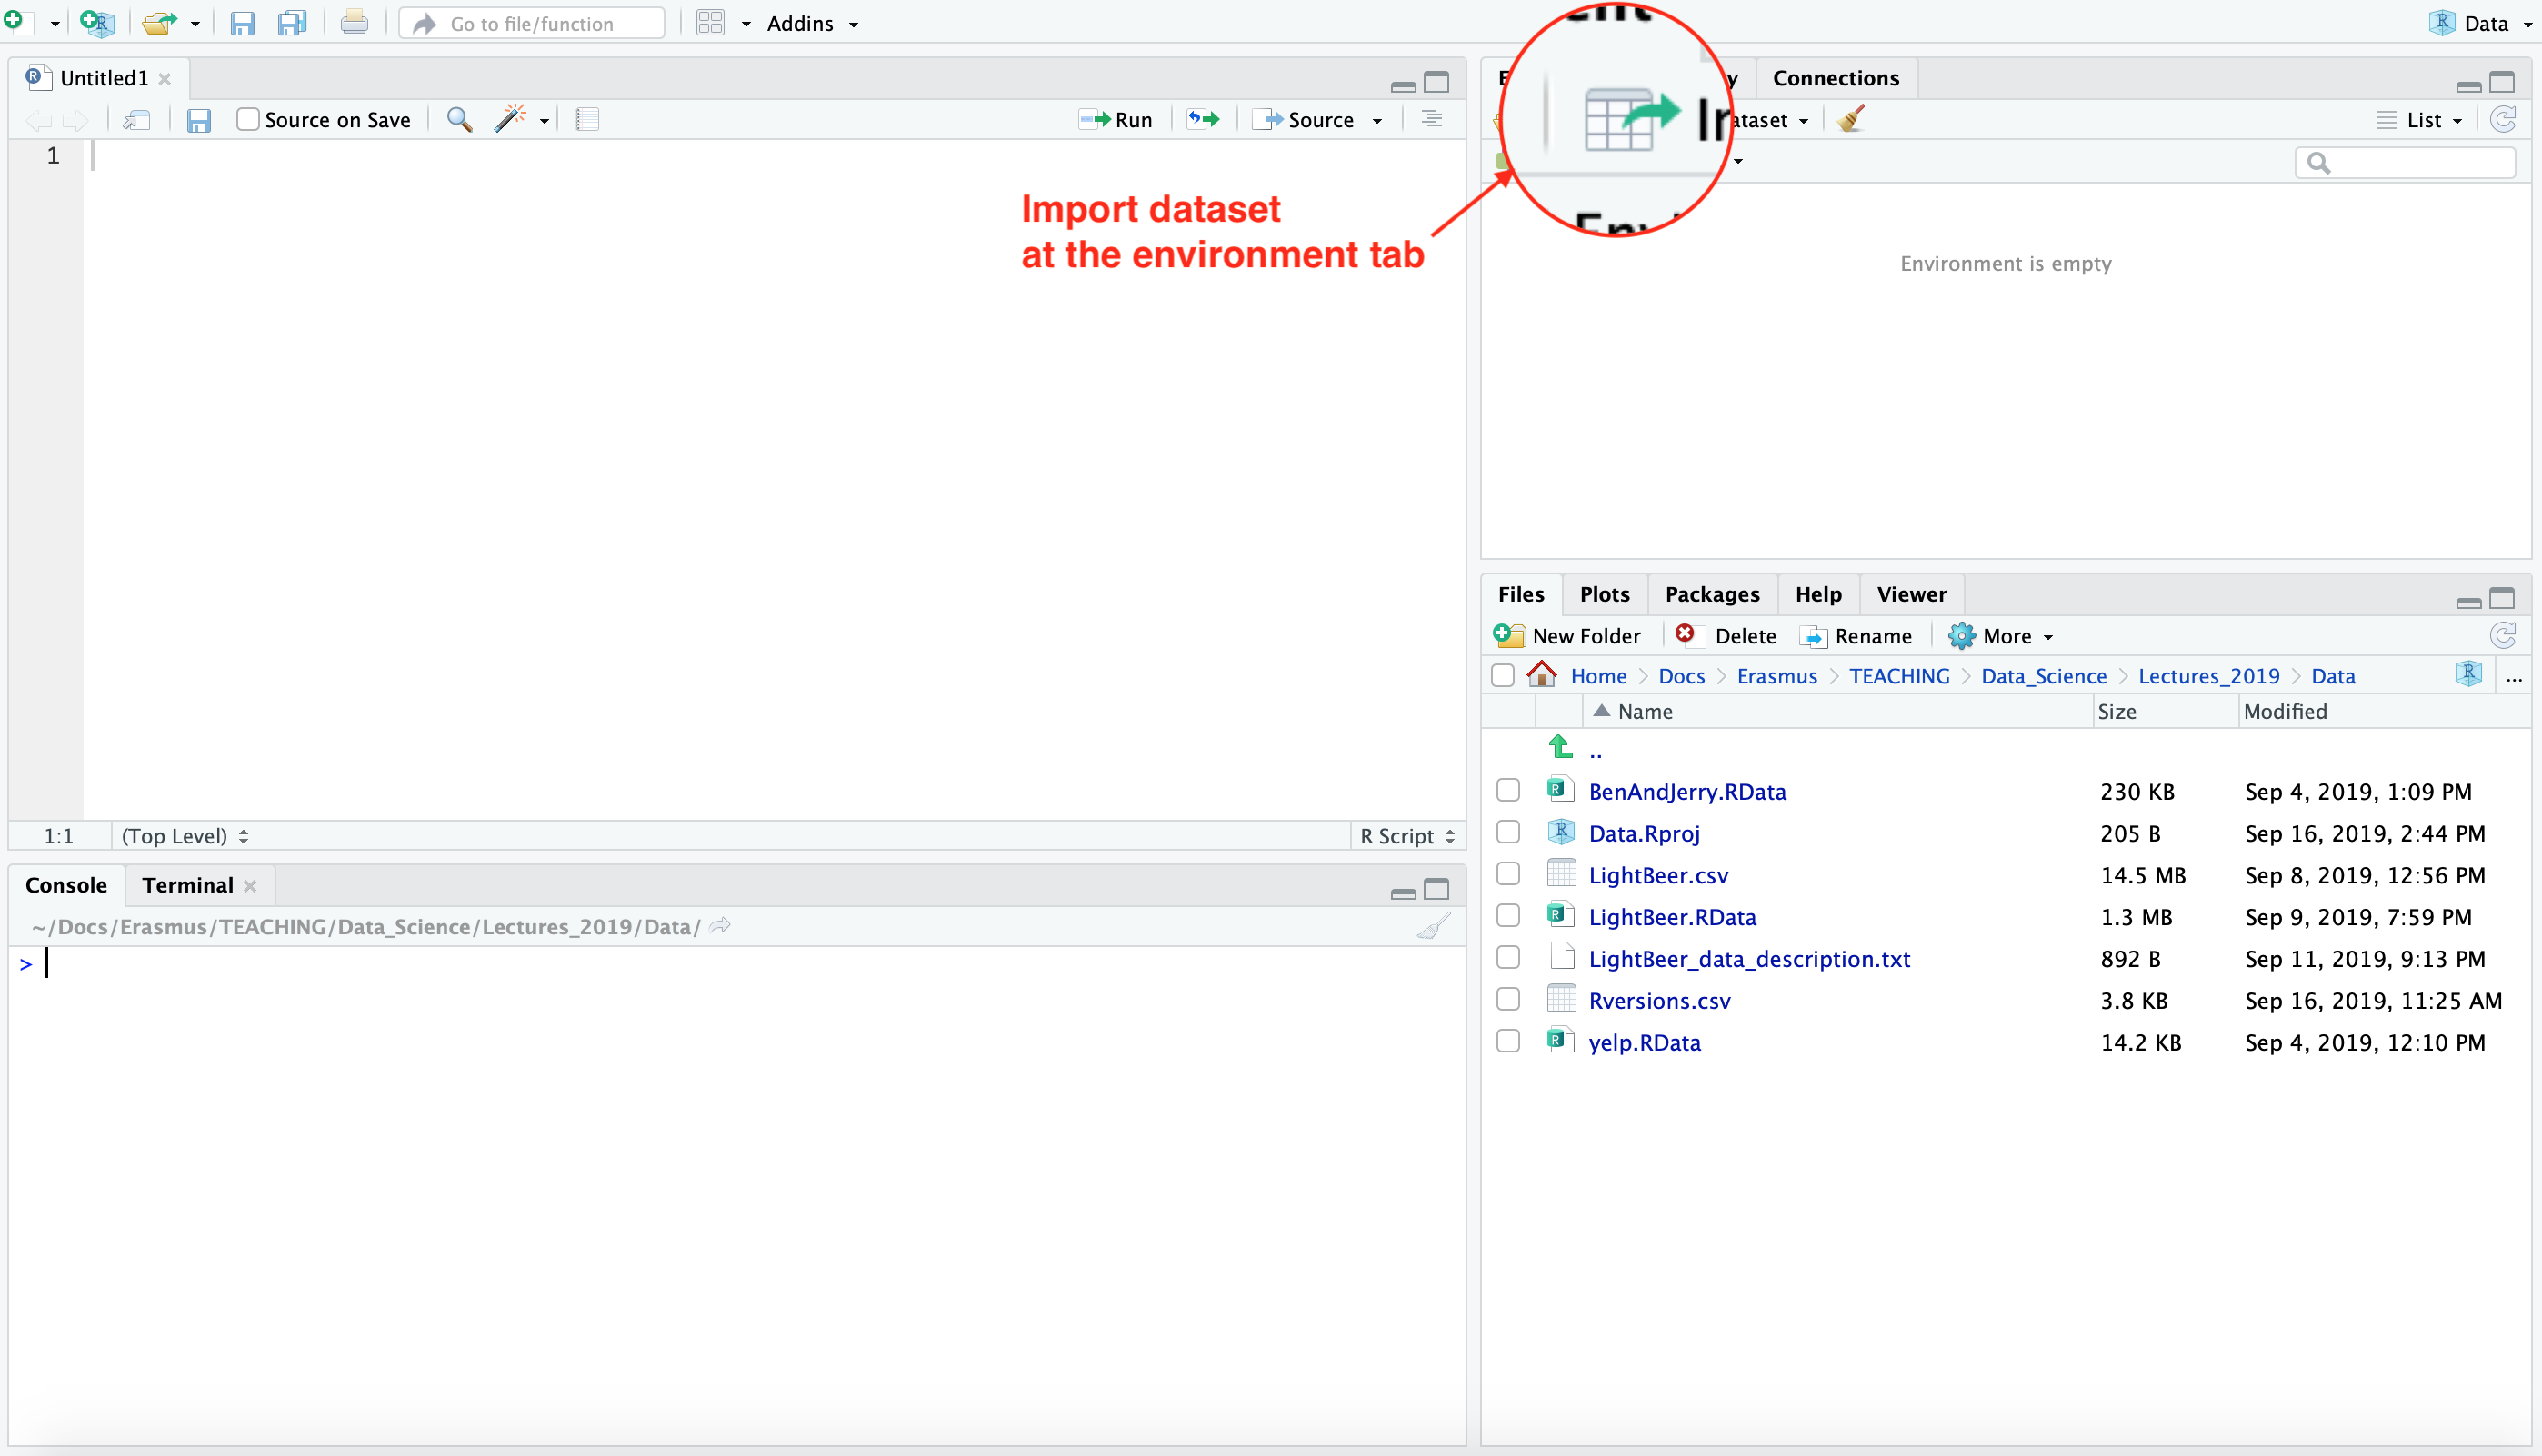 Go to file/function Addins Data
Untitled1 Connections
Source on Save Run Source ataset List
1
Import dataset
at the environment tab
Environment is empty
Files Plots Packages Help Viewer
New Folder Delete Rename More
Home Docs Erasmus TEACHING Data_Science Lectures_2019 Data ...
Name Size Modified
..
BenAndJerry.RData 230 KB Sep 4, 2019, 1:09 PM
Data.Rproj 205 B Sep 16, 2019, 2:44 PM
LightBeer.csv 14.5 MB Sep 8, 2019, 12:56 PM
LightBeer.RData 1.3 MB Sep 9, 2019, 7:59 PM
LightBeer_data_description.txt 892 B Sep 11, 2019, 9:13 PM
Rversions.csv 3.8 KB Sep 16, 2019, 11:25 AM
yelp.RData 14.2 KB Sep 4, 2019, 12:10 PM
1:1 (Top Level) R Script
Console Terminal
~/Docs/Erasmus/TEACHING/Data_Science/Lectures_2019/Data/
>